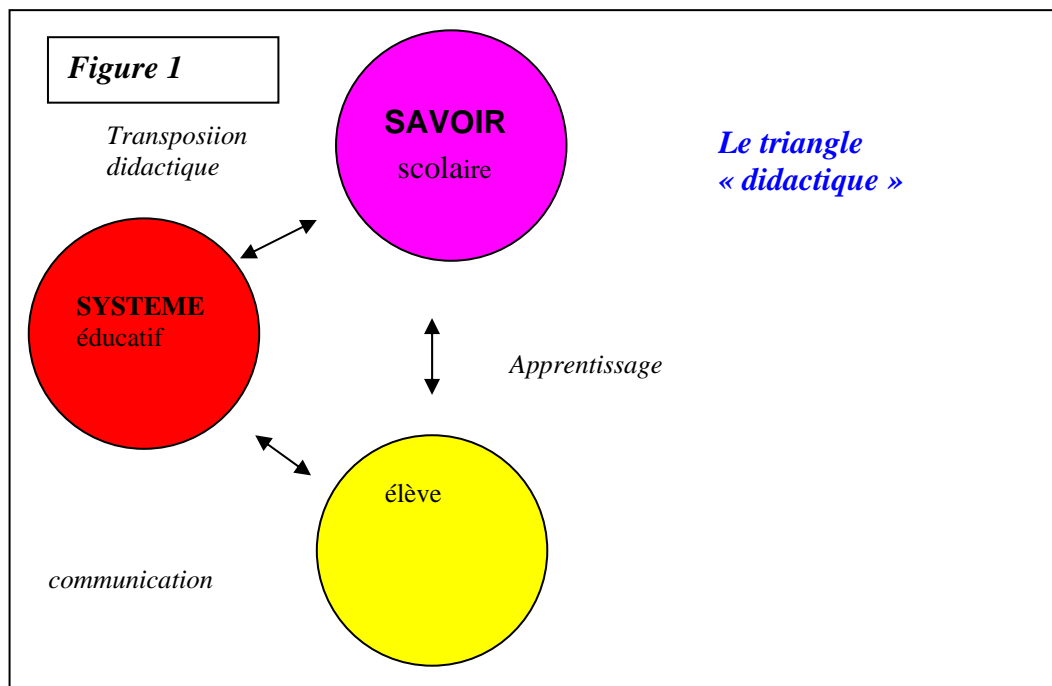 Figure 1
Transposiion
didactique
SAVOIR
scolaire
Le triangle
« didactique »
SYSTEME
éducatif
Apprentissage
élève
communication